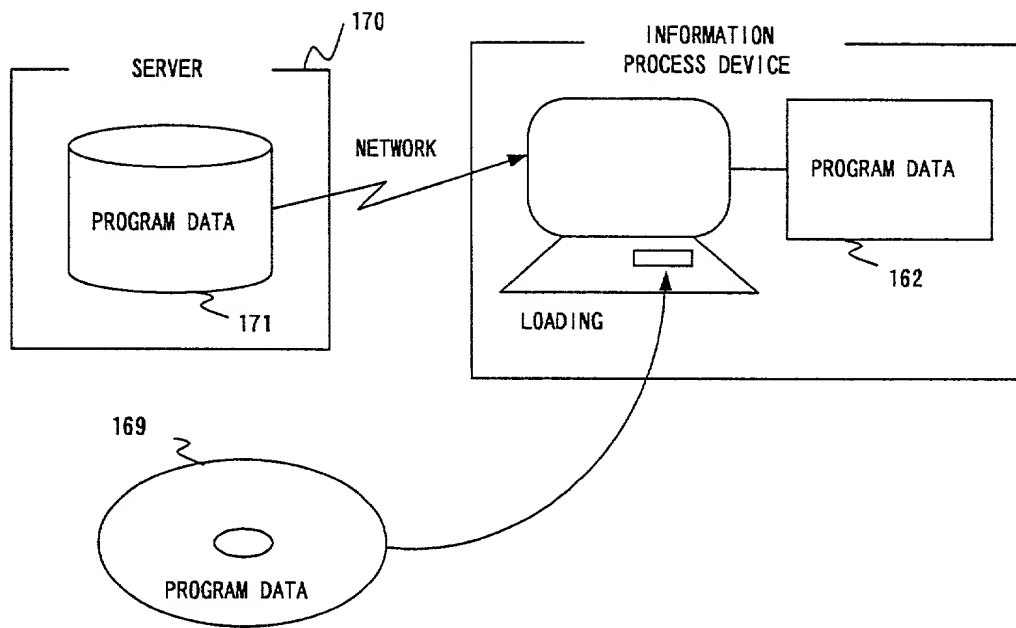 170
SERVER
INFORMATION
PROCESS DEVICE
NETWORK
PROGRAM DATA
PROGRAM DATA
171
162
LOADING
169
PROGRAM DATA